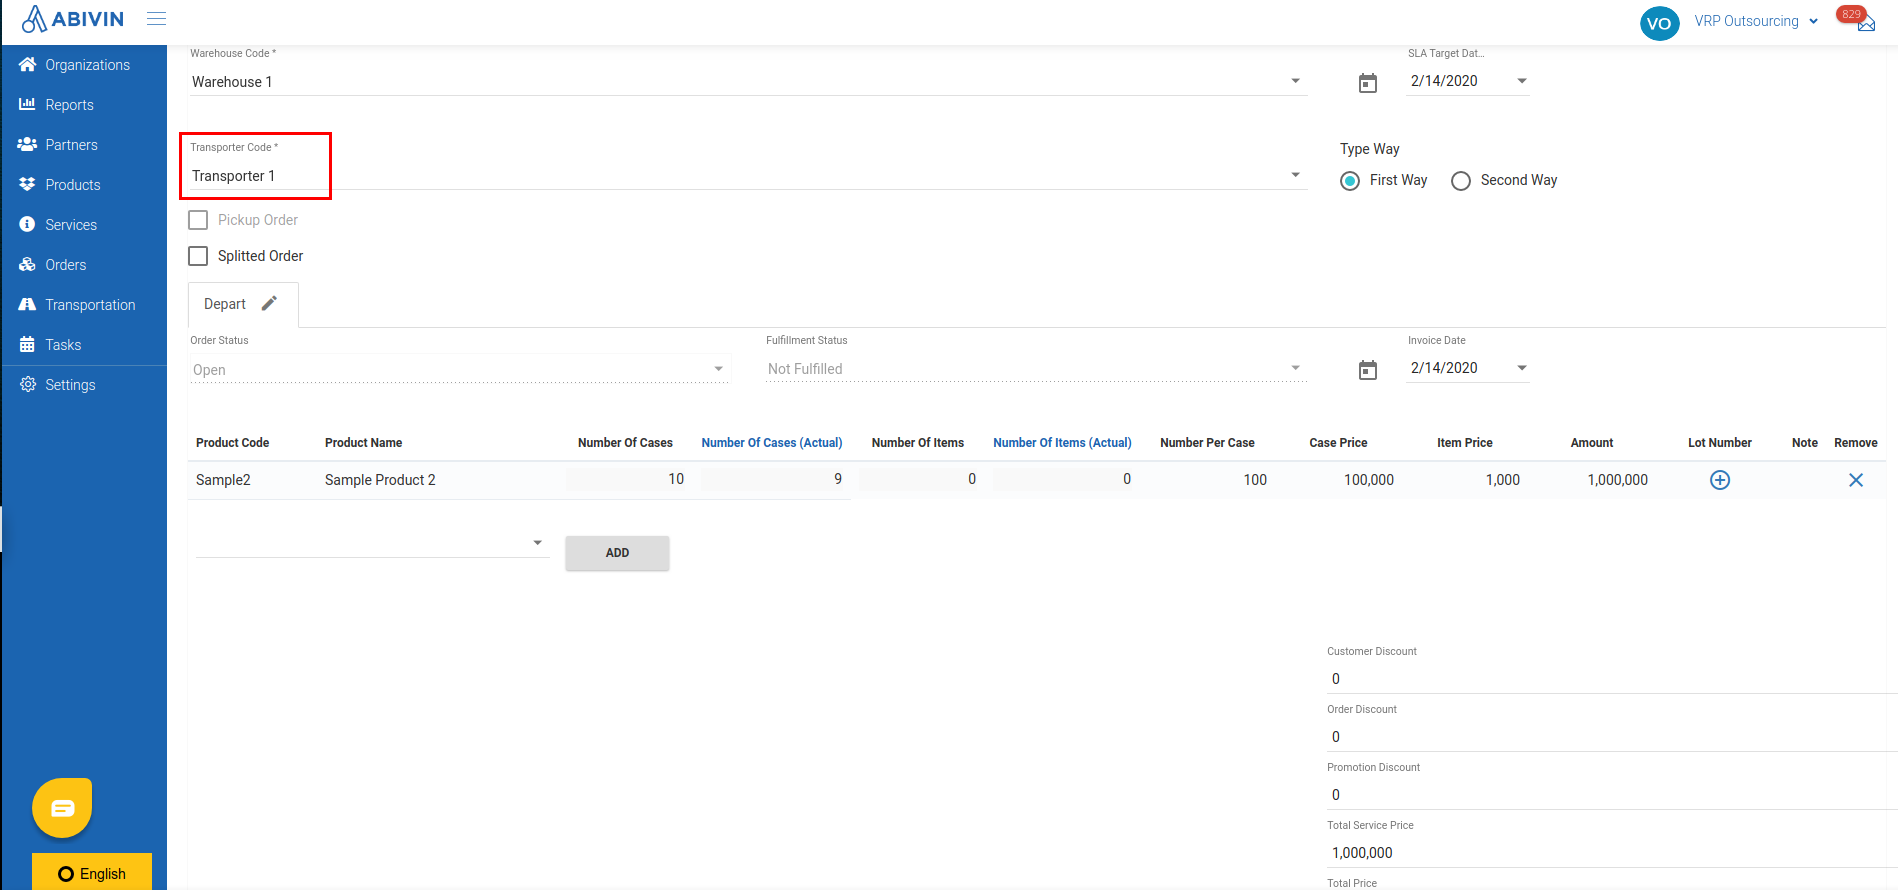 ABIVIN
VO
VRP Outsourcing
829
Organizations
Reports
Partners
Products
Services
Orders
Transportation
Tasks
Settings
English
Warehouse Code *
Warehouse 1
SLA Target Dat...
2/14/2020
Transporter Code *
Transporter 1
Type Way
First Way
Second Way
Pickup Order
Splitted Order
Depart
Order Status
Open
Fulfillment Status
Not Fulfilled
Invoice Date
2/14/2020
Product Code Product Name Number Of Cases Number Of Cases (Actual) Number Of Items Number Of Items (Actual) Number Per Case Case Price Item Price Amount Lot Number Note Remove
Sample2 Sample Product 2 10 9 0 0 100 100,000 1,000 1,000,000
ADD
Customer Discount
0
Order Discount
0
Promotion Discount
0
Total Service Price
1,000,000
Total Price